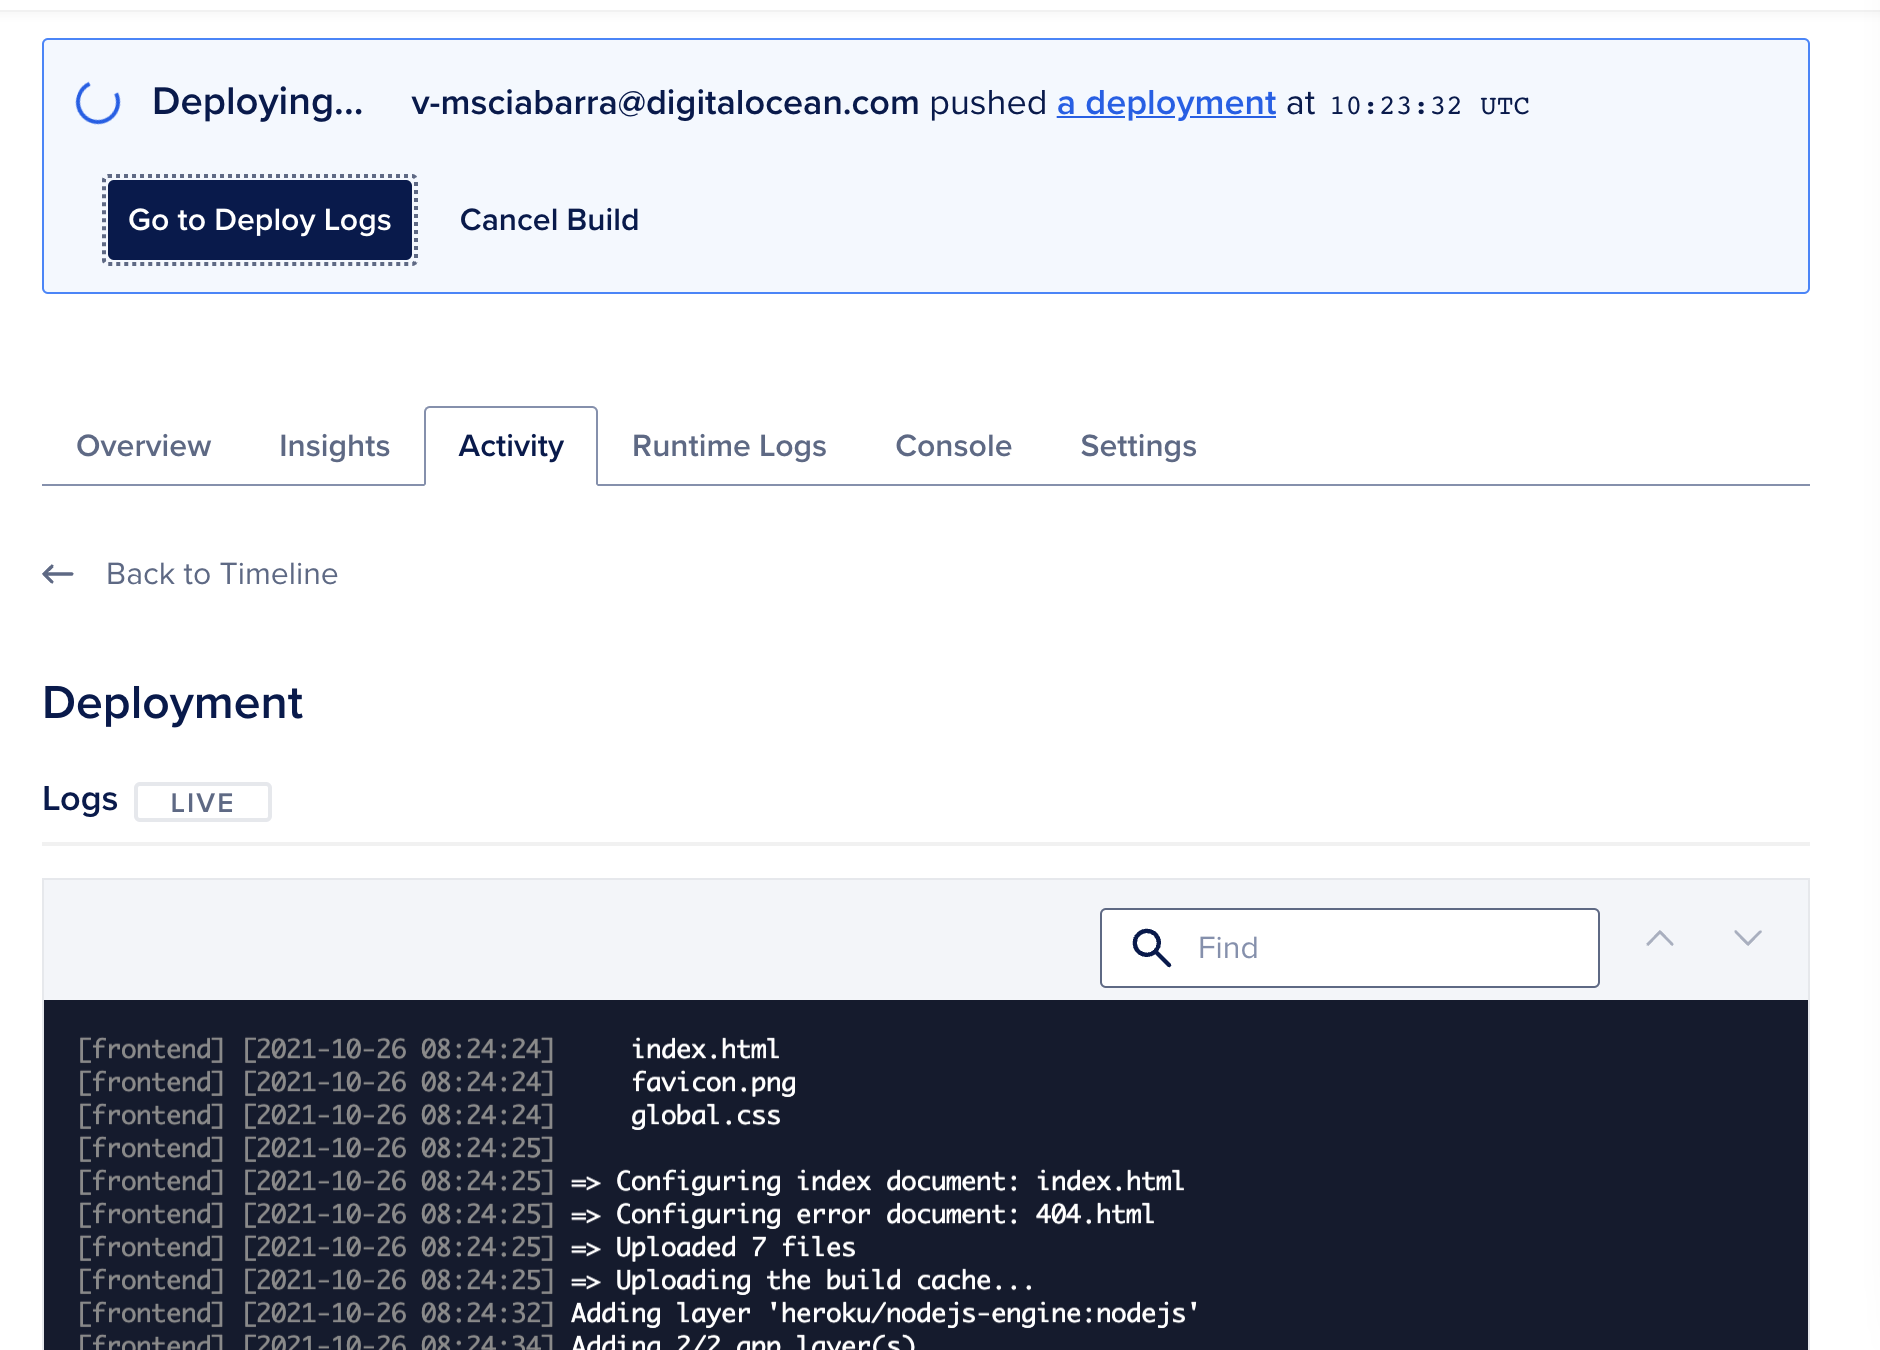 Deploying... v-msciabarra@digitalocean.com pushed a deployment at 10:23:32 UTC
Go to Deploy Logs Cancel Build
Overview Insights Activity Runtime Logs Console Settings
← Back to Timeline
Deployment
Logs LIVE
Find
[frontend] [2021-10-26 08:24:24]     index.html
[frontend] [2021-10-26 08:24:24]     favicon.png
[frontend] [2021-10-26 08:24:24]     global.css
[frontend] [2021-10-26 08:24:25]
[frontend] [2021-10-26 08:24:25] => Configuring index document: index.html
[frontend] [2021-10-26 08:24:25] => Configuring error document: 404.html
[frontend] [2021-10-26 08:24:25] => Uploaded 7 files
[frontend] [2021-10-26 08:24:25] => Uploading the build cache...
[frontend] [2021-10-26 08:24:32] Adding layer 'heroku/nodejs-engine:nodejs'
[frontend] [2021-10-26 08:24:34] Adding 2/2 app layer(s)